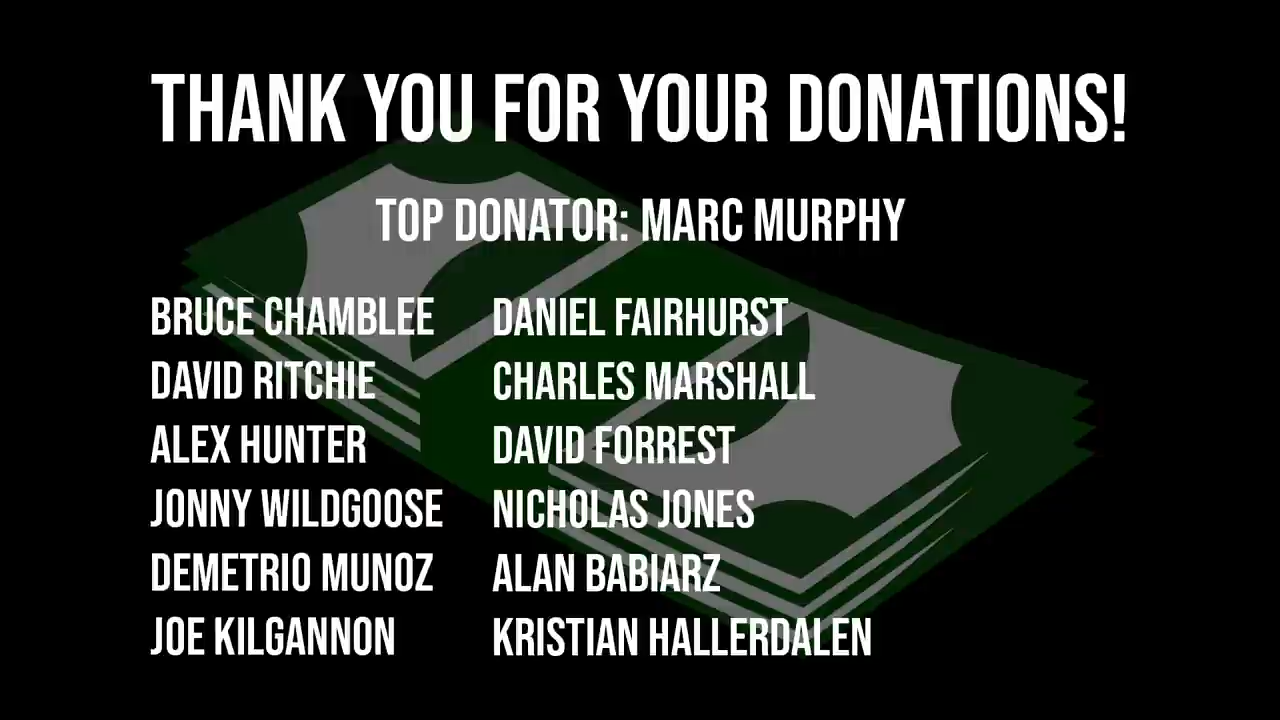 THANK YOU FOR YOUR DONATIONS!
TOP DONATOR: MARC MURPHY
BRUCE CHAMBLEE
DAVID RITCHIE
ALEX HUNTER
JONNY WILDGOOSE
DEMETRIO MUNOZ
JOE KILGANNON
DANIEL FAIRHURST
CHARLES MARSHALL
DAVID FORREST
NICHOLAS JONES
ALAN BABIARZ
KRISTIAN HALLERDALEN